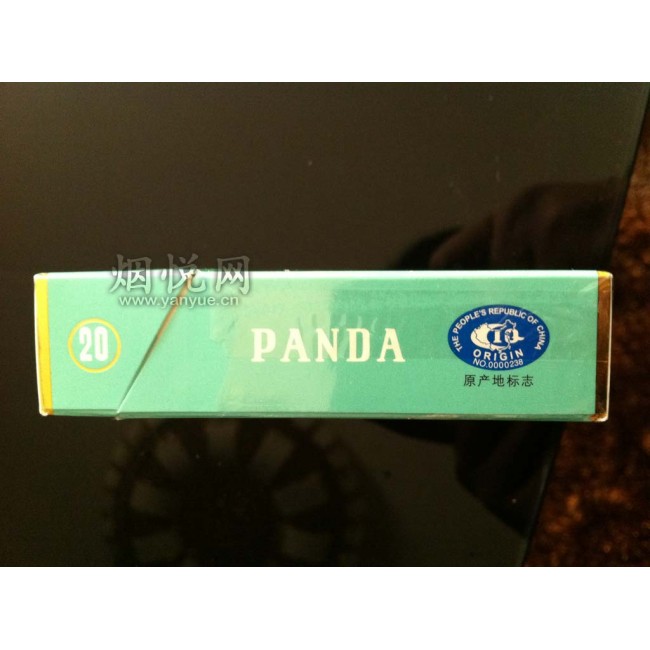 烟悦网
www.yanyue.cn
20
PANDA
THE PEOPLE'S REPUBLIC OF CHINA
ORIGIN
NO.0000238
原产地标志